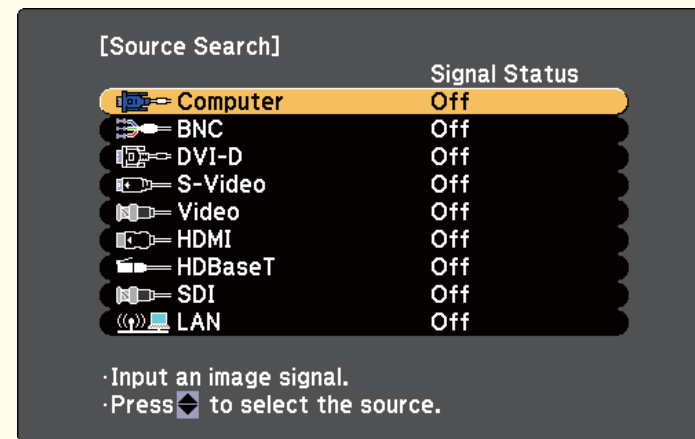 [Source Search]
Signal Status
Computer Off
BNC Off
DVI-D Off
S-Video Off
Video Off
HDMI Off
HDBaseT Off
SDI Off
LAN Off
·Input an image signal.
·Press to select the source.